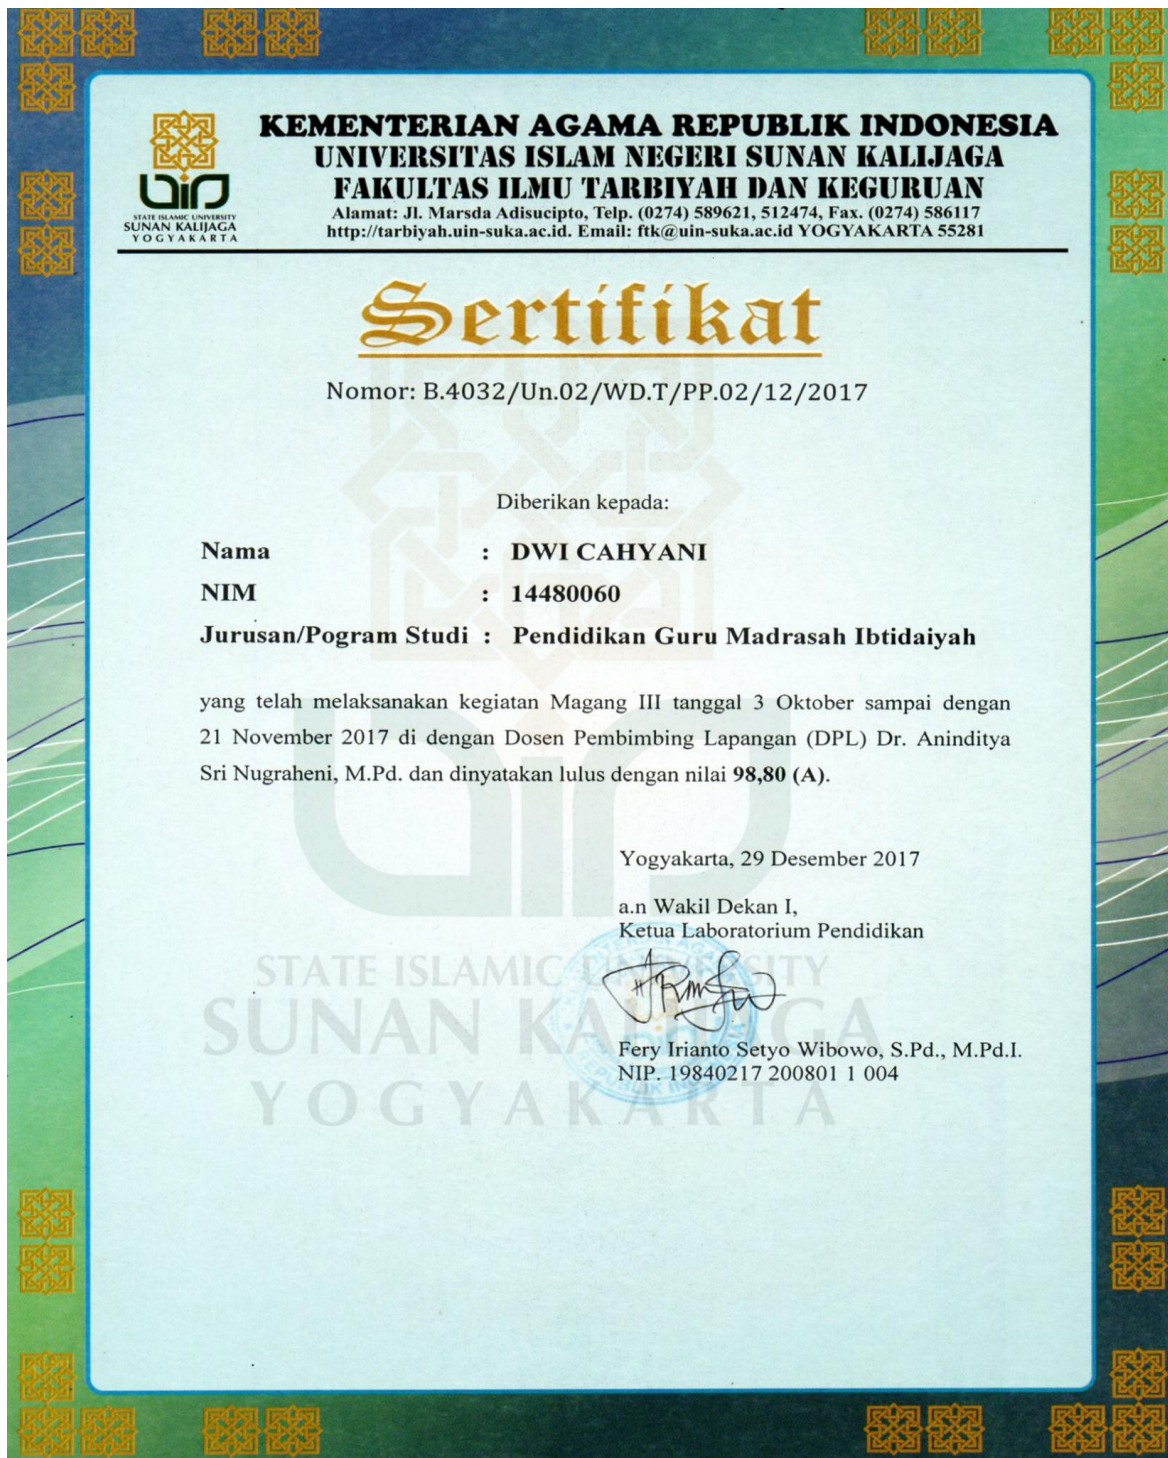 KEMENTERIAN AGAMA REPUBLIK INDONESIA
UNIVERSITAS ISLAM NEGERI SUNAN KALIJAGA
FAKULTAS ILMU TARBIYAH DAN KEGURUAN
Alamat: Jl. Marsda Adisucipto, Telp. (0274) 589621, 512474, Fax. (0274) 586117
http://tarbiyah.uin-suka.ac.id. Email: ftk@uin-suka.ac.id YOGYAKARTA 55281
uin
STATE ISLAMIC UNIVERSITY
SUNAN KALIJAGA
YOGYAKARTA
Sertifikat
Nomor: B.4032/Un.02/WD.T/PP.02/12/2017
Diberikan kepada:
Nama : DWI CAHYANI
NIM : 14480060
Jurusan/Pogram Studi : Pendidikan Guru Madrasah Ibtidaiyah
yang telah melaksanakan kegiatan Magang III tanggal 3 Oktober sampai dengan
21 November 2017 di dengan Dosen Pembimbing Lapangan (DPL) Dr. Aninditya
Sri Nugraheni, M.Pd. dan dinyatakan lulus dengan nilai 98,80 (A).
Yogyakarta, 29 Desember 2017
a.n Wakil Dekan I,
Ketua Laboratorium Pendidikan
Fery Irianto Setyo Wibowo, S.Pd., M.Pd.I.
NIP. 19840217 200801 1 004
uin
STATE ISLAMIC UNIVERSITY
SUNAN KALIJAGA
YOGYAKARTA